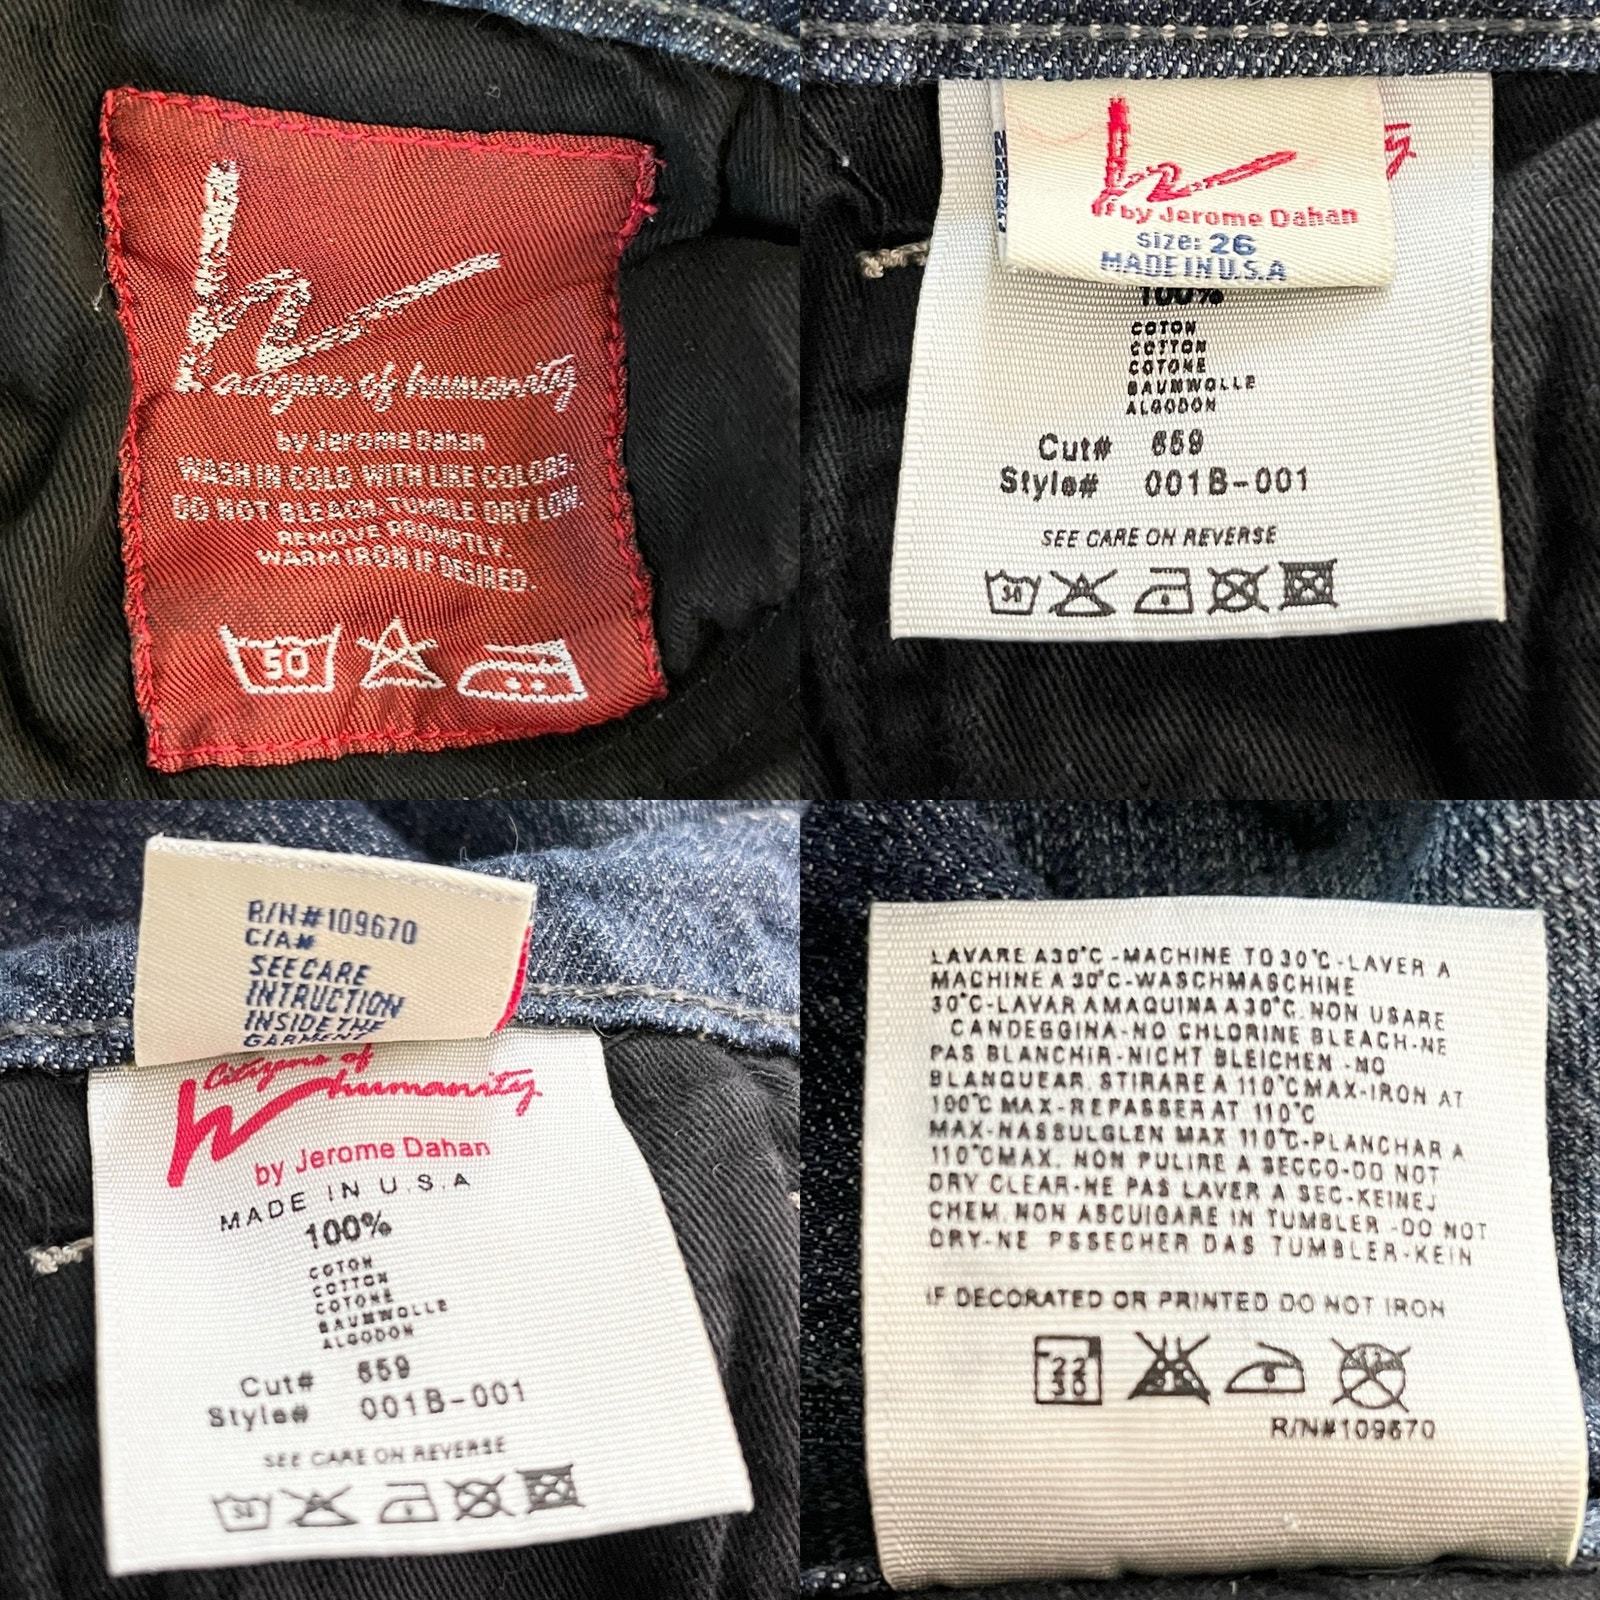 citizens of humanity
by Jerome Dahan
WASH IN COLD WITH LIKE COLORS.
DO NOT BLEACH. TUMBLE DRY LOW.
REMOVE PROMPTLY.
WARM IRON IF DESIRED.
50
by Jerome Dahan
size: 26
MADE IN U.S.A
100%
COTON
COTTON
COTONE
BAUMWOLLE
ALGODON
Cut# 659
Style# 001B-001
SEE CARE ON REVERSE
30
R/N#109670
C/A#
SEE CARE
INTRUCTION
INSIDE THE
GARMENT
Citizens of
humanity
by Jerome Dahan
MADE IN U.S.A
100%
COTON
COTTON
COTONE
BAUMWOLLE
ALGODON
Cut# 659
Style# 001B-001
SEE CARE ON REVERSE
30
LAVARE A30°C-MACHINE TO30°C-LAVER A
MACHINE A 30°C-WASCHMASCHINE
30°C-LAVAR AMAQUINA A 30°C. NON USARE
CANDEGGINA-NO CHLORINE BLEACH-NE
PAS BLANCHIR-NICHT BLEICHEN-NO
BLANQUEAR. STIRARE A 110°CMAX-IRON AT
100°C MAX-REPASSER AT 110°C
MAX-NASSULGLEN MAX 110°C-PLANCHAR A
110°CMAX. NON PULIRE A SECCO-DO NOT
DRY CLEAR-NE PAS LAVER A SEC-KEINEJ
CHEM. NON ASCUIGARE IN TUMBLER-DO NOT
DRY-NE PSSECHER DAS TUMBLER-KEIN
IF DECORATED OR PRINTED DO NOT IRON
22
30
R/N#109670